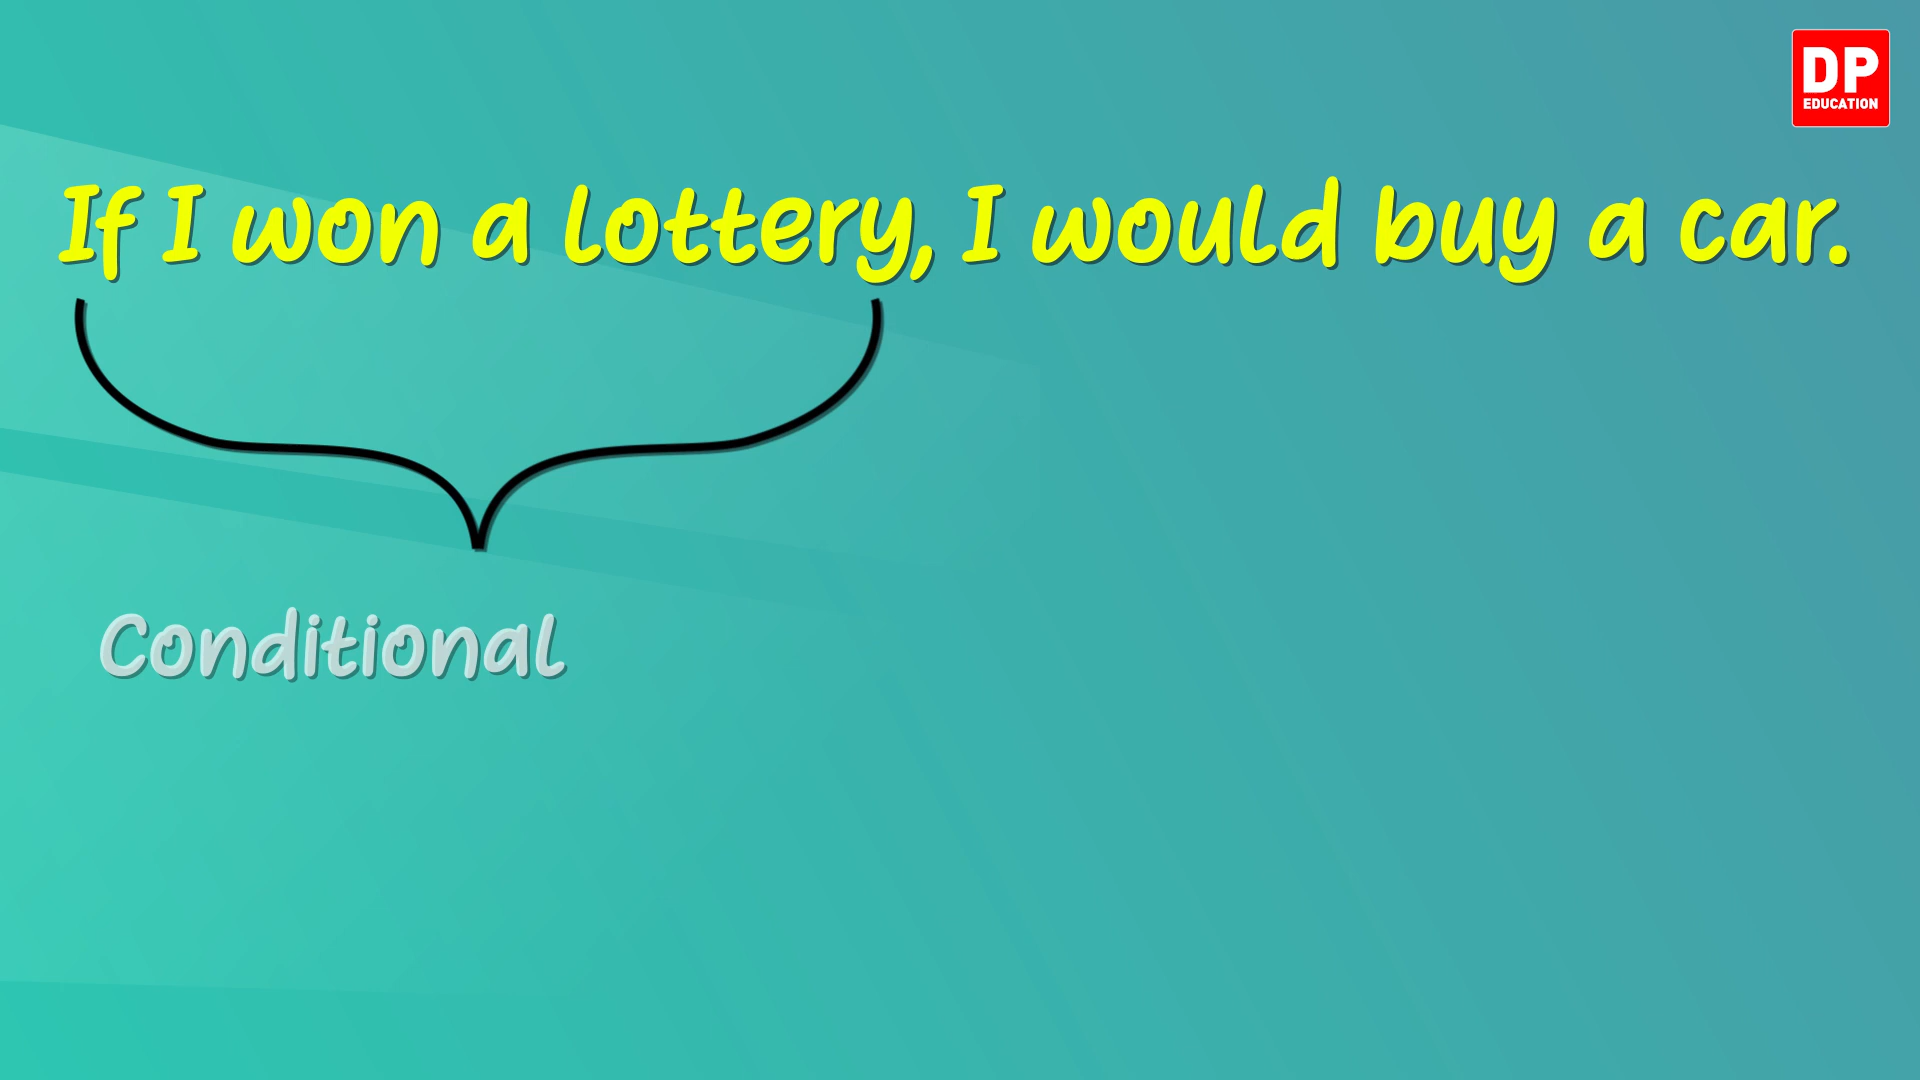 DP
EDUCATION
If I won a lottery, I would buy a car.
Conditional